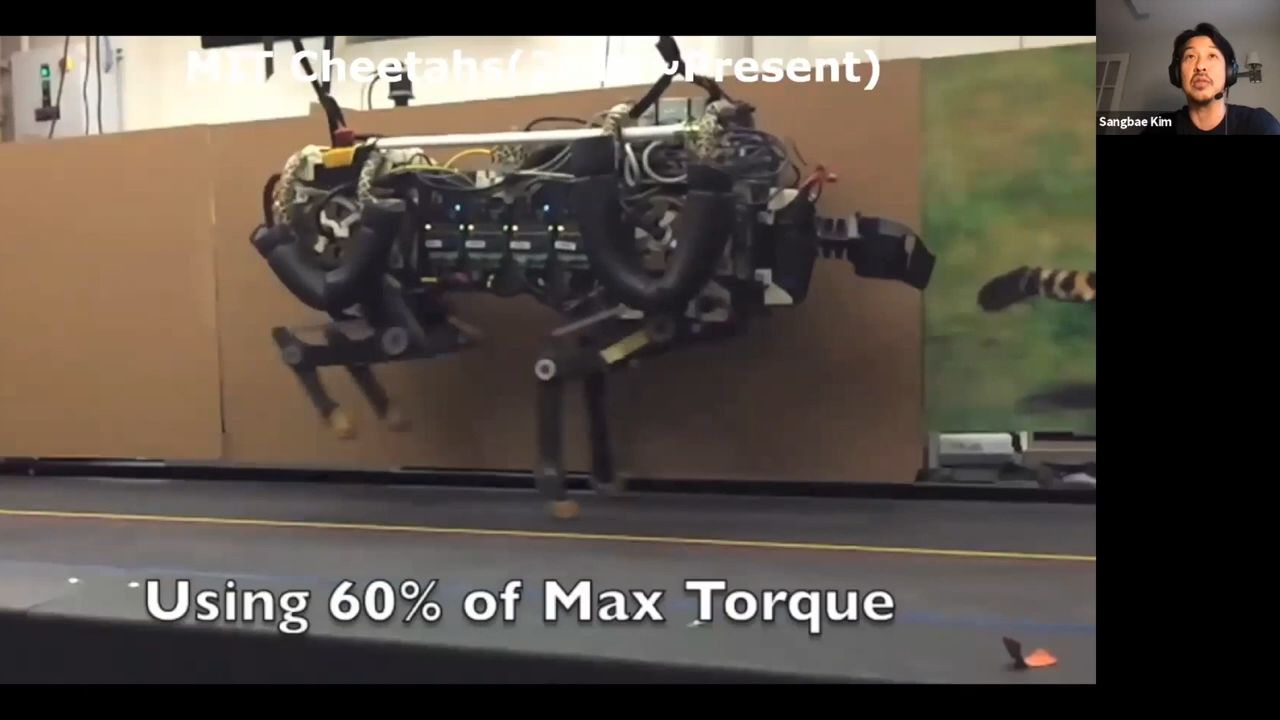 MIT Cheetahs( ~Present)
Sangbae Kim
Using 60% of Max Torque